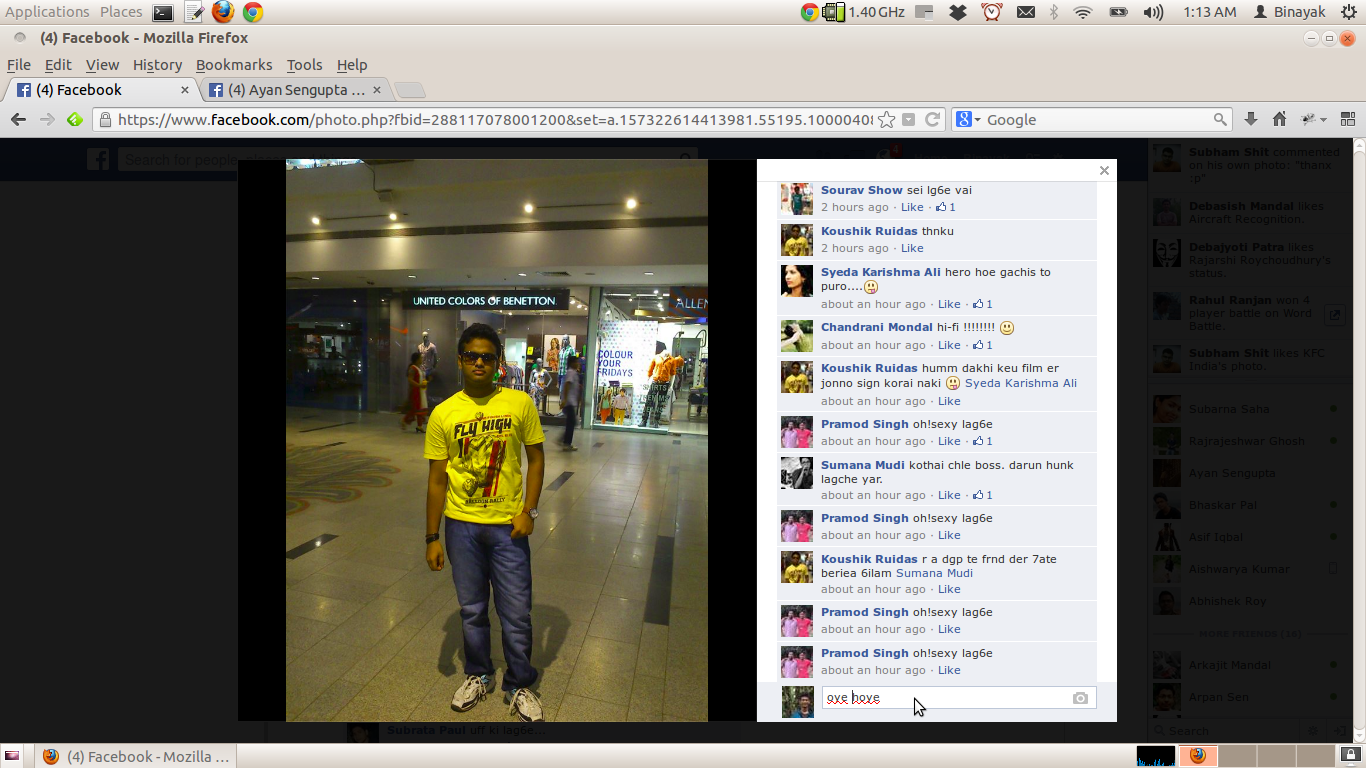 Applications Places 1.40 GHz 1:13 AM Binayak
(4) Facebook - Mozilla Firefox
File Edit View History Bookmarks Tools Help
(4) Facebook × (4) Ayan Sengupta ... ×
https://www.facebook.com/photo.php?fbid=288117078001200&set=a.157322614413981.55195.10000408 Google
Search for people, place
UNITED COLORS OF BENETTON
ALLEN
COLOUR
YOUR
FRIDAYS
SHIRTS
FLY HIGH
FREEDOM RALLY
Sourav Show sei lg6e vai
2 hours ago · Like · 1
Koushik Ruidas thnku
2 hours ago · Like
Syeda Karishma Ali hero hoe gachis to
puro....
about an hour ago · Like · 1
Chandrani Mondal hi-fi !!!!!!!!
about an hour ago · Like · 1
Koushik Ruidas humm dakhi keu film er
jonno sign korai naki Syeda Karishma Ali
about an hour ago · Like
Pramod Singh oh!sexy lag6e
about an hour ago · Like · 1
Sumana Mudi kothai chle boss. darun hunk
lagche yar.
about an hour ago · Like · 1
Pramod Singh oh!sexy lag6e
about an hour ago · Like
Koushik Ruidas r a dgp te frnd der 7ate
beriea 6ilam Sumana Mudi
about an hour ago · Like
Pramod Singh oh!sexy lag6e
about an hour ago · Like
Pramod Singh oh!sexy lag6e
about an hour ago · Like
oye hoye
Subham Shit commented
on his own photo: "thanx
:p"
Debasish Mandal likes
Aircraft Recognition.
Debajyoti Patra likes
Rajarshi Roychoudhury's
status.
Rahul Ranjan won 4
player battle on Word
Battle.
Subham Shit likes KFC
India's photo.
Subarna Saha
Rajrajeshwar Ghosh
Ayan Sengupta
Bhaskar Pal
Asif Iqbal
Aishwarya Kumar
Abhishek Roy
MORE FRIENDS (36)
Arkajit Mandal
Arpan Sen
Search
Subrata Paul uff ki lag6e...
(4) Facebook - Mozilla ...